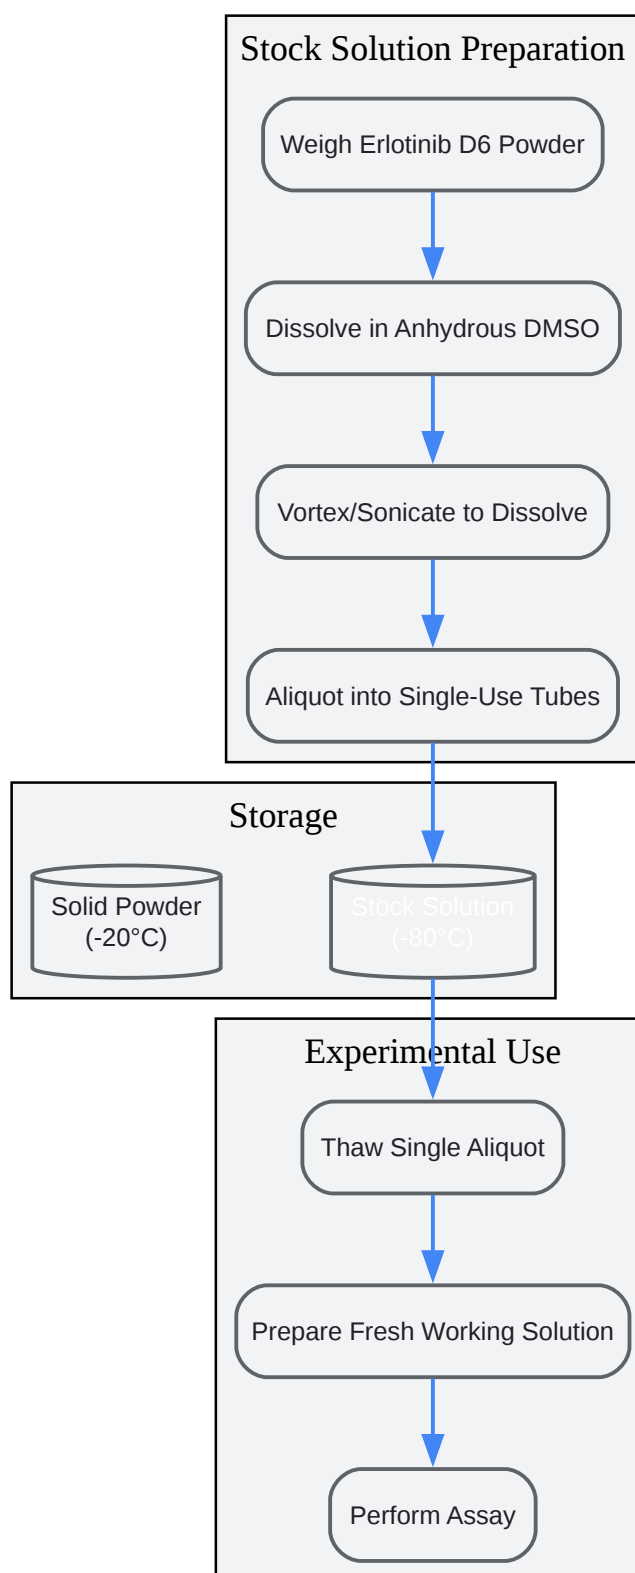 Stock Solution Preparation
Weigh Erlotinib D6 Powder
Dissolve in Anhydrous DMSO
Vortex/Sonicate to Dissolve
Aliquot into Single-Use Tubes
Storage
Solid Powder
(-20°C)
Stock Solution
(-80°C)
Experimental Use
Thaw Single Aliquot
Prepare Fresh Working Solution
Perform Assay